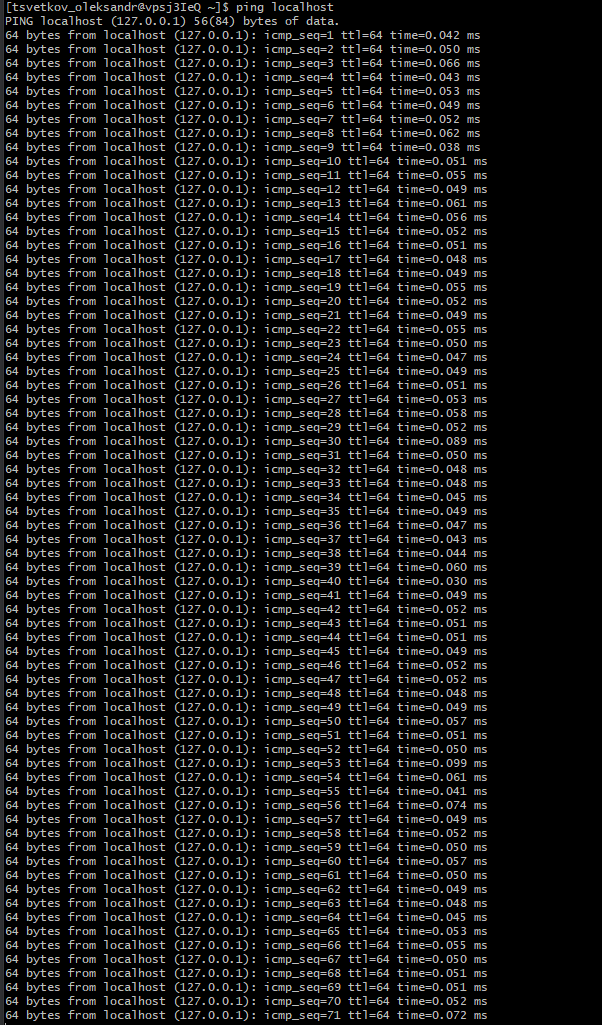 [tsvetkov_oleksandr@vpsj3IeQ ~]$ ping localhost
PING localhost (127.0.0.1) 56(84) bytes of data.
64 bytes from localhost (127.0.0.1): icmp_seq=1 ttl=64 time=0.042 ms
64 bytes from localhost (127.0.0.1): icmp_seq=2 ttl=64 time=0.050 ms
64 bytes from localhost (127.0.0.1): icmp_seq=3 ttl=64 time=0.066 ms
64 bytes from localhost (127.0.0.1): icmp_seq=4 ttl=64 time=0.043 ms
64 bytes from localhost (127.0.0.1): icmp_seq=5 ttl=64 time=0.053 ms
64 bytes from localhost (127.0.0.1): icmp_seq=6 ttl=64 time=0.049 ms
64 bytes from localhost (127.0.0.1): icmp_seq=7 ttl=64 time=0.052 ms
64 bytes from localhost (127.0.0.1): icmp_seq=8 ttl=64 time=0.062 ms
64 bytes from localhost (127.0.0.1): icmp_seq=9 ttl=64 time=0.038 ms
64 bytes from localhost (127.0.0.1): icmp_seq=10 ttl=64 time=0.051 ms
64 bytes from localhost (127.0.0.1): icmp_seq=11 ttl=64 time=0.055 ms
64 bytes from localhost (127.0.0.1): icmp_seq=12 ttl=64 time=0.049 ms
64 bytes from localhost (127.0.0.1): icmp_seq=13 ttl=64 time=0.061 ms
64 bytes from localhost (127.0.0.1): icmp_seq=14 ttl=64 time=0.056 ms
64 bytes from localhost (127.0.0.1): icmp_seq=15 ttl=64 time=0.052 ms
64 bytes from localhost (127.0.0.1): icmp_seq=16 ttl=64 time=0.051 ms
64 bytes from localhost (127.0.0.1): icmp_seq=17 ttl=64 time=0.048 ms
64 bytes from localhost (127.0.0.1): icmp_seq=18 ttl=64 time=0.049 ms
64 bytes from localhost (127.0.0.1): icmp_seq=19 ttl=64 time=0.055 ms
64 bytes from localhost (127.0.0.1): icmp_seq=20 ttl=64 time=0.052 ms
64 bytes from localhost (127.0.0.1): icmp_seq=21 ttl=64 time=0.049 ms
64 bytes from localhost (127.0.0.1): icmp_seq=22 ttl=64 time=0.055 ms
64 bytes from localhost (127.0.0.1): icmp_seq=23 ttl=64 time=0.050 ms
64 bytes from localhost (127.0.0.1): icmp_seq=24 ttl=64 time=0.047 ms
64 bytes from localhost (127.0.0.1): icmp_seq=25 ttl=64 time=0.049 ms
64 bytes from localhost (127.0.0.1): icmp_seq=26 ttl=64 time=0.051 ms
64 bytes from localhost (127.0.0.1): icmp_seq=27 ttl=64 time=0.053 ms
64 bytes from localhost (127.0.0.1): icmp_seq=28 ttl=64 time=0.058 ms
64 bytes from localhost (127.0.0.1): icmp_seq=29 ttl=64 time=0.052 ms
64 bytes from localhost (127.0.0.1): icmp_seq=30 ttl=64 time=0.089 ms
64 bytes from localhost (127.0.0.1): icmp_seq=31 ttl=64 time=0.050 ms
64 bytes from localhost (127.0.0.1): icmp_seq=32 ttl=64 time=0.048 ms
64 bytes from localhost (127.0.0.1): icmp_seq=33 ttl=64 time=0.048 ms
64 bytes from localhost (127.0.0.1): icmp_seq=34 ttl=64 time=0.045 ms
64 bytes from localhost (127.0.0.1): icmp_seq=35 ttl=64 time=0.049 ms
64 bytes from localhost (127.0.0.1): icmp_seq=36 ttl=64 time=0.047 ms
64 bytes from localhost (127.0.0.1): icmp_seq=37 ttl=64 time=0.043 ms
64 bytes from localhost (127.0.0.1): icmp_seq=38 ttl=64 time=0.044 ms
64 bytes from localhost (127.0.0.1): icmp_seq=39 ttl=64 time=0.060 ms
64 bytes from localhost (127.0.0.1): icmp_seq=40 ttl=64 time=0.030 ms
64 bytes from localhost (127.0.0.1): icmp_seq=41 ttl=64 time=0.049 ms
64 bytes from localhost (127.0.0.1): icmp_seq=42 ttl=64 time=0.052 ms
64 bytes from localhost (127.0.0.1): icmp_seq=43 ttl=64 time=0.051 ms
64 bytes from localhost (127.0.0.1): icmp_seq=44 ttl=64 time=0.051 ms
64 bytes from localhost (127.0.0.1): icmp_seq=45 ttl=64 time=0.049 ms
64 bytes from localhost (127.0.0.1): icmp_seq=46 ttl=64 time=0.052 ms
64 bytes from localhost (127.0.0.1): icmp_seq=47 ttl=64 time=0.052 ms
64 bytes from localhost (127.0.0.1): icmp_seq=48 ttl=64 time=0.048 ms
64 bytes from localhost (127.0.0.1): icmp_seq=49 ttl=64 time=0.049 ms
64 bytes from localhost (127.0.0.1): icmp_seq=50 ttl=64 time=0.057 ms
64 bytes from localhost (127.0.0.1): icmp_seq=51 ttl=64 time=0.051 ms
64 bytes from localhost (127.0.0.1): icmp_seq=52 ttl=64 time=0.050 ms
64 bytes from localhost (127.0.0.1): icmp_seq=53 ttl=64 time=0.099 ms
64 bytes from localhost (127.0.0.1): icmp_seq=54 ttl=64 time=0.061 ms
64 bytes from localhost (127.0.0.1): icmp_seq=55 ttl=64 time=0.041 ms
64 bytes from localhost (127.0.0.1): icmp_seq=56 ttl=64 time=0.074 ms
64 bytes from localhost (127.0.0.1): icmp_seq=57 ttl=64 time=0.049 ms
64 bytes from localhost (127.0.0.1): icmp_seq=58 ttl=64 time=0.052 ms
64 bytes from localhost (127.0.0.1): icmp_seq=59 ttl=64 time=0.050 ms
64 bytes from localhost (127.0.0.1): icmp_seq=60 ttl=64 time=0.057 ms
64 bytes from localhost (127.0.0.1): icmp_seq=61 ttl=64 time=0.050 ms
64 bytes from localhost (127.0.0.1): icmp_seq=62 ttl=64 time=0.049 ms
64 bytes from localhost (127.0.0.1): icmp_seq=63 ttl=64 time=0.048 ms
64 bytes from localhost (127.0.0.1): icmp_seq=64 ttl=64 time=0.045 ms
64 bytes from localhost (127.0.0.1): icmp_seq=65 ttl=64 time=0.053 ms
64 bytes from localhost (127.0.0.1): icmp_seq=66 ttl=64 time=0.055 ms
64 bytes from localhost (127.0.0.1): icmp_seq=67 ttl=64 time=0.050 ms
64 bytes from localhost (127.0.0.1): icmp_seq=68 ttl=64 time=0.051 ms
64 bytes from localhost (127.0.0.1): icmp_seq=69 ttl=64 time=0.051 ms
64 bytes from localhost (127.0.0.1): icmp_seq=70 ttl=64 time=0.052 ms
64 bytes from localhost (127.0.0.1): icmp_seq=71 ttl=64 time=0.072 ms